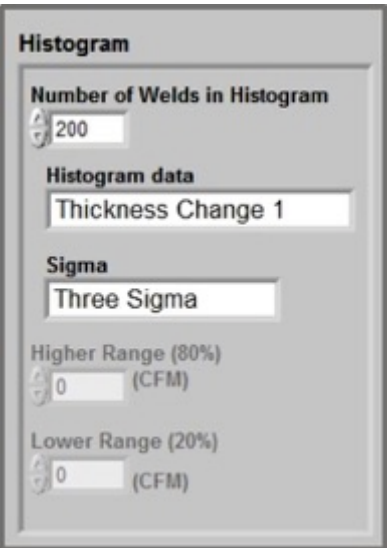 Histogram
Number of Welds in Histogram
200
Histogram data
Thickness Change 1
Sigma
Three Sigma
Higher Range (80%)
0 (CFM)
Lower Range (20%)
0 (CFM)